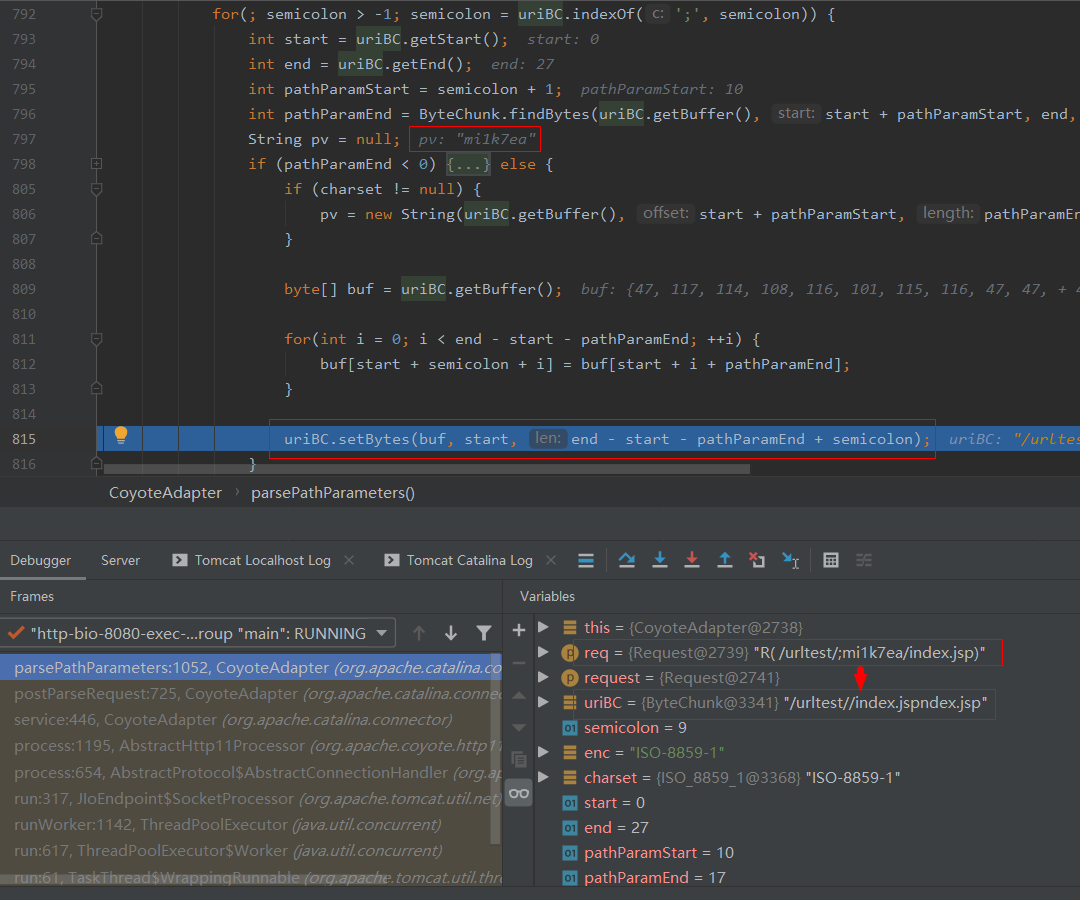 792 for(; semicolon > -1; semicolon = uriBC.indexOf( c: ';', semicolon)) {
793 int start = uriBC.getStart(); start: 0
794 int end = uriBC.getEnd(); end: 27
795 int pathParamStart = semicolon + 1; pathParamStart: 10
796 int pathParamEnd = ByteChunk.findBytes(uriBC.getBuffer(), start: start + pathParamStart, end,
797 String pv = null; pv: "mi1k7ea"
798 if (pathParamEnd < 0) {...} else {
805 if (charset != null) {
806 pv = new String(uriBC.getBuffer(), offset: start + pathParamStart, length: pathParamEn
807 }
808
809 byte[] buf = uriBC.getBuffer(); buf: {47, 117, 114, 108, 116, 101, 115, 116, 47, 47, + 4
810
811 for(int i = 0; i < end - start - pathParamEnd; ++i) {
812 buf[start + semicolon + i] = buf[start + i + pathParamEnd];
813 }
814
815 uriBC.setBytes(buf, start, len: end - start - pathParamEnd + semicolon); uriBC: "/urltes
816 }
CoyoteAdapter › parsePathParameters()
Debugger Server Tomcat Localhost Log Tomcat Catalina Log
Frames Variables
"http-bio-8080-exec-...roup "main": RUNNING
parsePathParameters:1052, CoyoteAdapter (org.apache.catalina.co
postParseRequest:725, CoyoteAdapter (org.apache.catalina.connec
service:446, CoyoteAdapter (org.apache.catalina.connector)
process:1195, AbstractHttp11Processor (org.apache.coyote.http11
process:654, AbstractProtocol$AbstractConnectionHandler (org.ap
run:317, JIoEndpoint$SocketProcessor (org.apache.tomcat.util.net)
runWorker:1142, ThreadPoolExecutor (java.util.concurrent)
run:617, ThreadPoolExecutor$Worker (java.util.concurrent)
run:61, TaskThread$WrappingRunnable (org.apache.tomcat.util.thre
this = {CoyoteAdapter@2738}
req = {Request@2739} "R( /urltest/;mi1k7ea/index.jsp)"
request = {Request@2741}
uriBC = {ByteChunk@3341} "/urltest//index.jspndex.jsp"
semicolon = 9
enc = "ISO-8859-1"
charset = {ISO_8859_1@3368} "ISO-8859-1"
start = 0
end = 27
pathParamStart = 10
pathParamEnd = 17